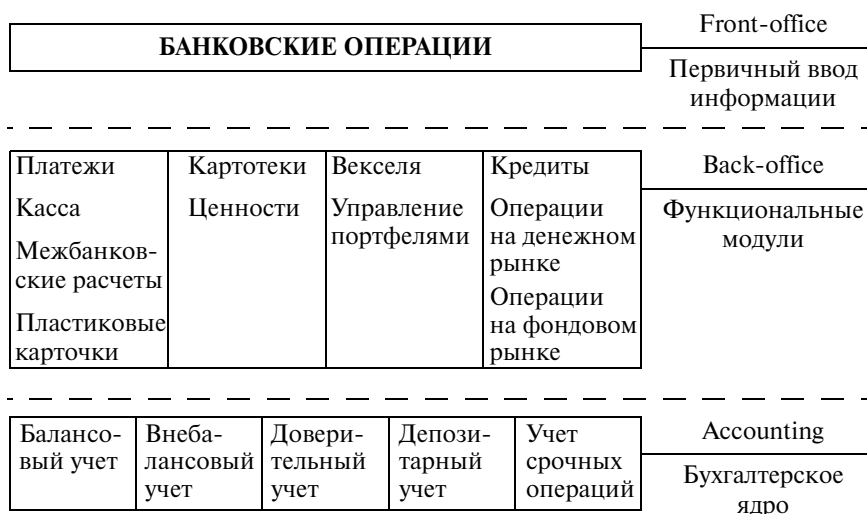 БАНКОВСКИЕ ОПЕРАЦИИ
Front-office
Первичный ввод
информации
Платежи
Касса
Межбанков-
ские расчеты
Пластиковые
карточки
Картотеки
Ценности
Векселя
Управление
портфелями
Кредиты
Операции
на денежном
рынке
Операции
на фондовом
рынке
Back-office
Функциональные
модули
Балансо-
вый учет
Внеба-
лансовый
учет
Довери-
тельный
учет
Депози-
тарный
учет
Учет
срочных
операций
Accounting
Бухгалтерское
ядро